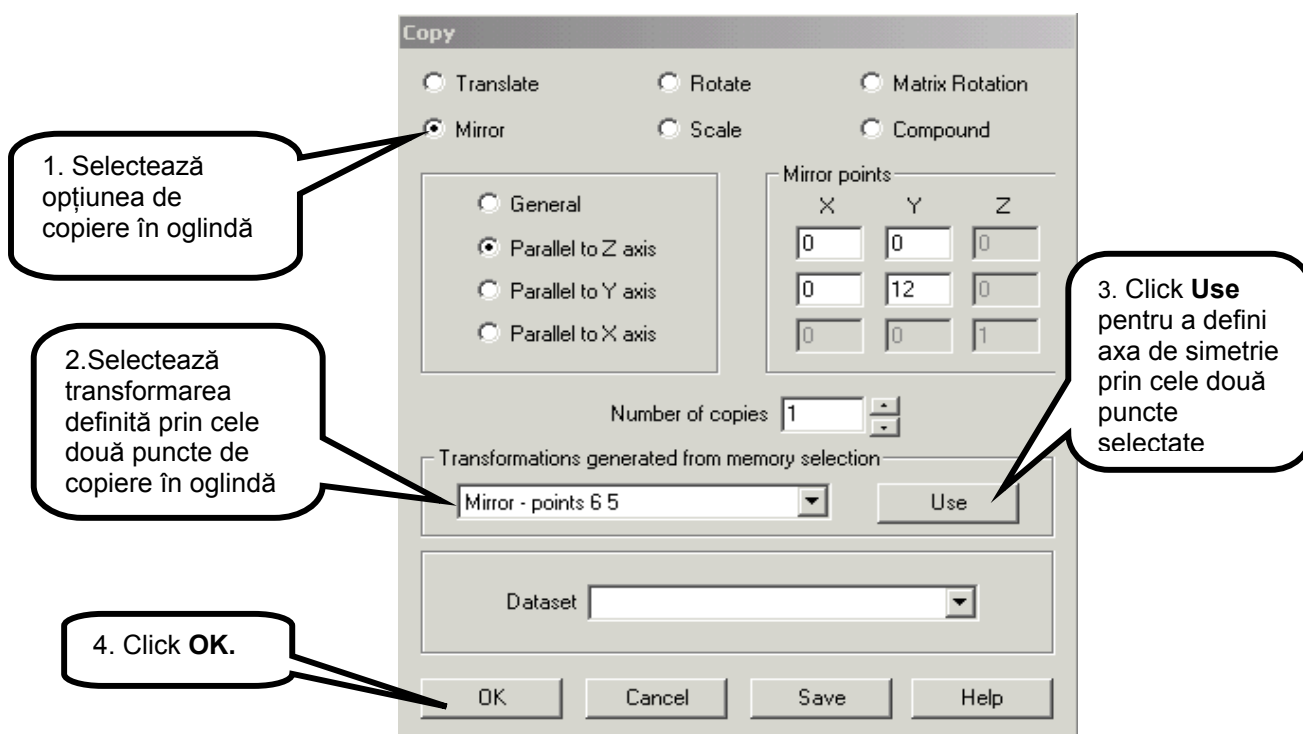 Copy
Translate Rotate Matrix Rotation
Mirror Scale Compound
1. Selectează
opțiunea de
copiere în oglindă
General
Parallel to Z axis
Parallel to Y axis
Parallel to X axis
Mirror points
X Y Z
0 0 0
0 12 0
0 0 1
2.Selectează
transformarea
definită prin cele
două puncte de
copiere în oglindă
3. Click Use
pentru a defini
axa de simetrie
prin cele două
puncte
selectate
Number of copies 1
Transformations generated from memory selection
Mirror - points 6 5 Use
Dataset
4. Click OK.
OK Cancel Save Help